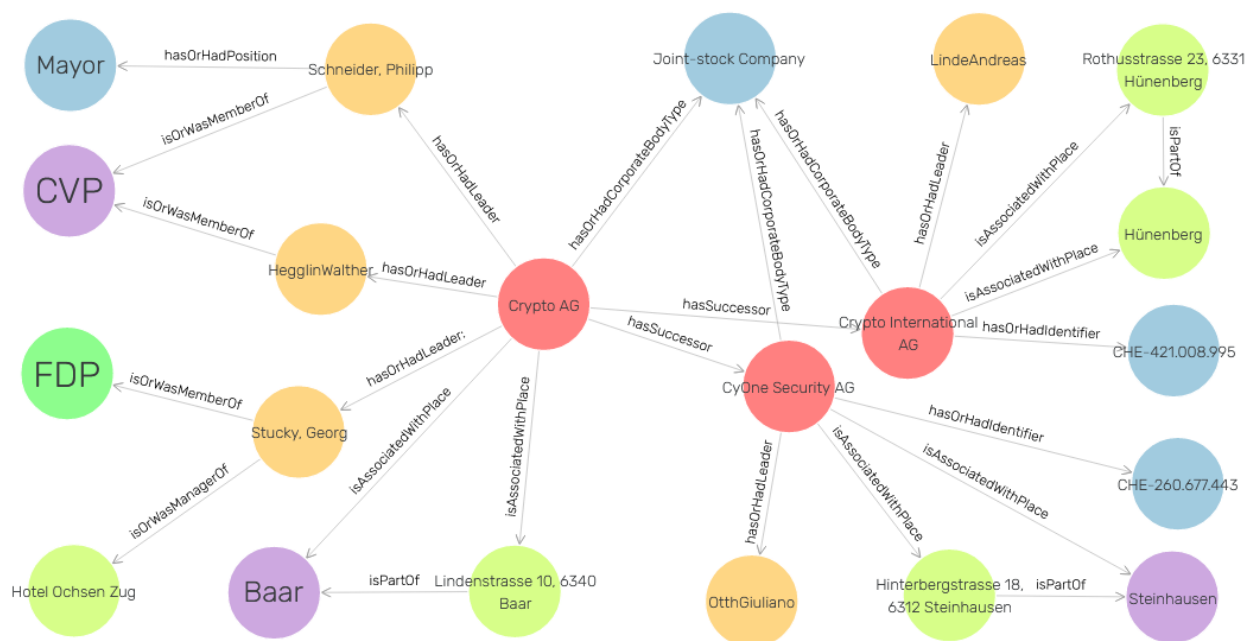 Mayor
hasOrHadPosition
Schneider, Philipp
Joint-stock Company
LindeAndreas
Rothusstrasse 23, 6331
Hünenberg
isOrWasMemberOf
hasOrHadLeader
hasOrHadCorporateBodyType
hasOrHadCorporateBodyType
hasOrHadCorporateBodyType
hasOrHadLeader
isAssociatedWithPlace
isPartOf
CVP
isOrWasMemberOf
HegglinWalther
hasOrHadLeader
Crypto AG
hasSuccessor
hasSuccessor
Crypto International
AG
isAssociatedWithPlace
Hünenberg
hasOrHadIdentifier
CHE-421.008.995
FDP
isOrWasMemberOf
hasOrHadLeader:
Stucky, Georg
isAssociatedWithPlace
isAssociatedWithPlace
CyOne Security AG
hasOrHadIdentifier
CHE-260.677.443
isOrWasManagerOf
hasOrHadLeader
isAssociatedWithPlace
isAssociatedWithPlace
Hotel Ochsen Zug
Baar
isPartOf
Lindenstrasse 10, 6340
Baar
OtthGiuliano
Hinterbergstrasse 18,
6312 Steinhausen
isPartOf
Steinhausen